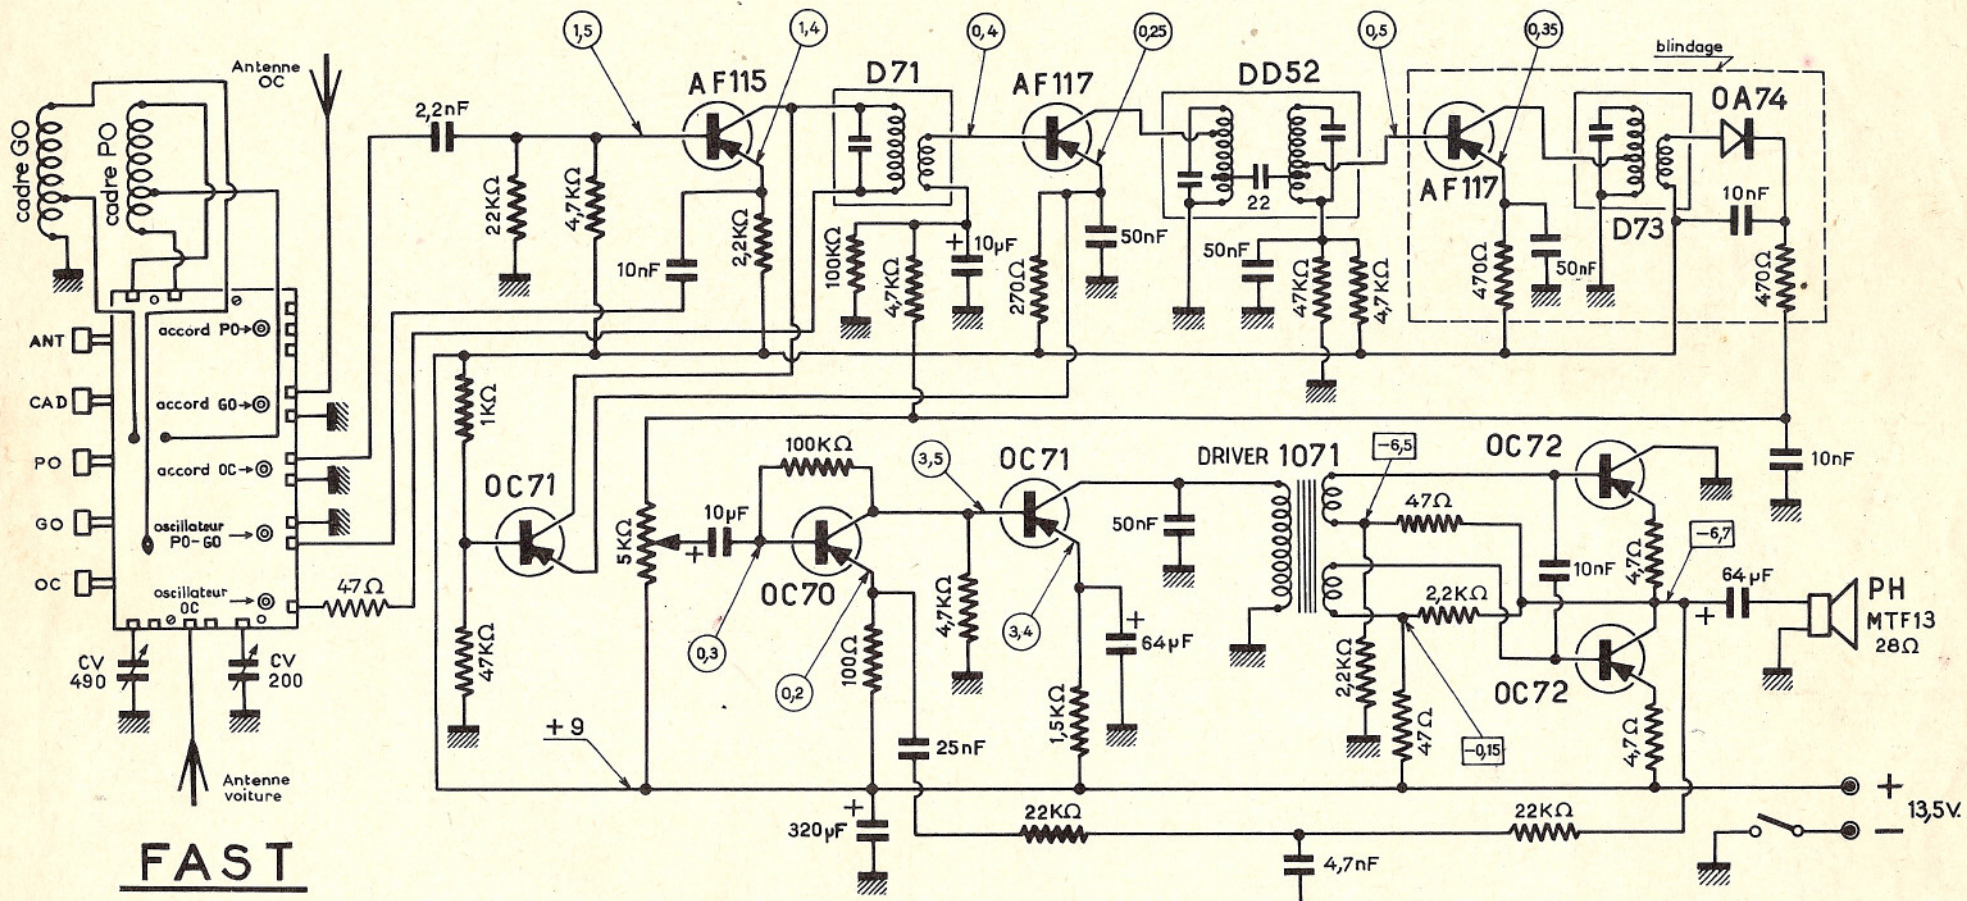 1,5
1,4
0,4
0,25
0,5
0,35
blindage
Antenne
OC
AF115
D71
AF117
DD52
OA74
2,2nF
cadre GO
cadre PO
22KΩ
4,7KΩ
2,2KΩ
10nF
100KΩ
4,7KΩ
+
10µF
270Ω
50nF
22
50nF
47KΩ
4,7KΩ
AF117
470Ω
50nF
D73
10nF
470Ω
ANT
CAD
PO
GO
OC
accord PO
accord GO
accord OC
oscillateur
PO-GO
oscillateur
OC
47Ω
CV
490
CV
200
Antenne
voiture
1KΩ
OC71
47KΩ
5KΩ
10µF
+
100KΩ
OC70
0,3
0,2
100Ω
3,5
OC71
4,7KΩ
3,4
+
64µF
1,5KΩ
50nF
DRIVER 1071
-6,5
47Ω
2,2KΩ
2,2KΩ
47Ω
-0,15
OC72
10nF
4,7Ω
-6,7
OC72
4,7Ω
10nF
64µF
+
PH
MTF13
28Ω
+9
+
320µF
25nF
22KΩ
22KΩ
4,7nF
+
13,5V.
−
FAST